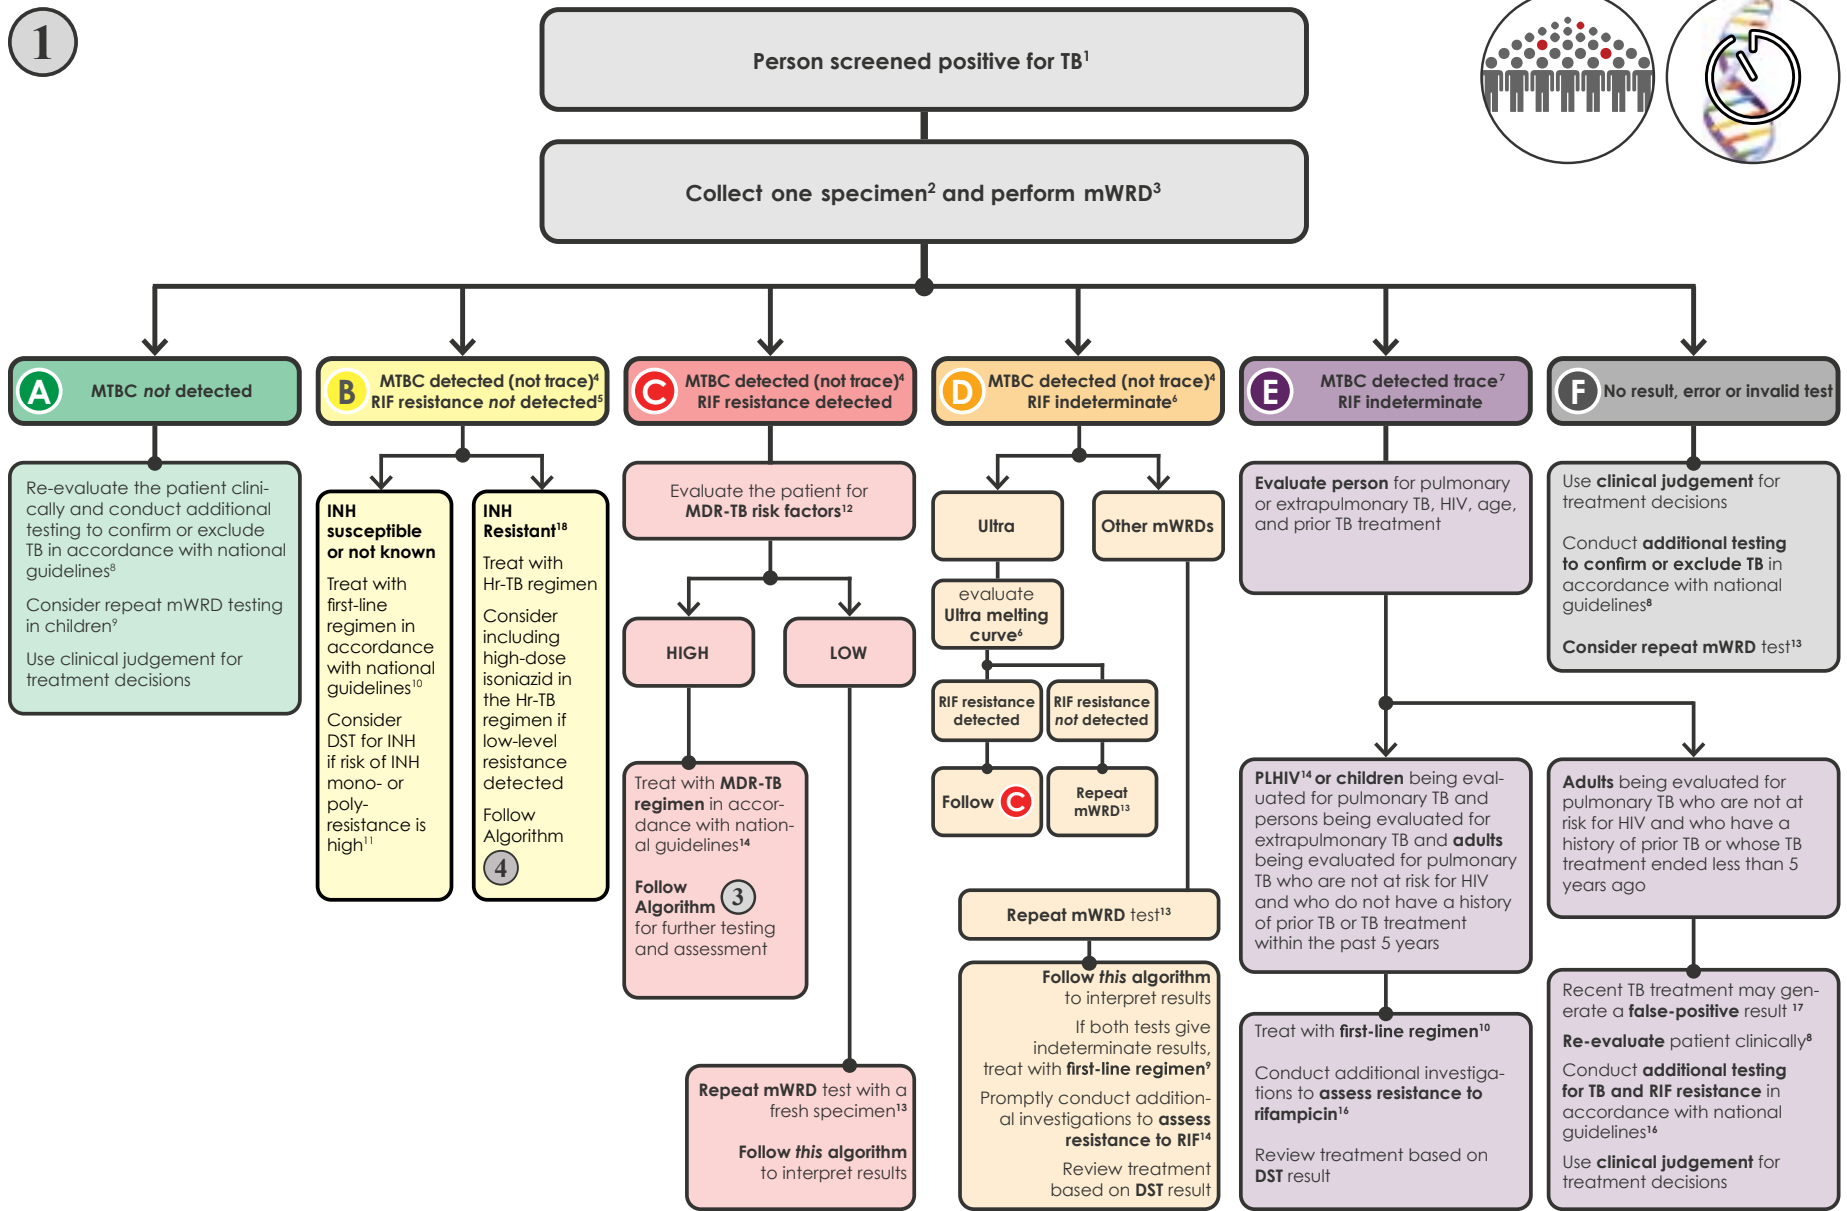 1
Person screened positive for TB¹
Collect one specimen² and perform mWRD³
A
MTBC not detected
Re-evaluate the patient clini-
cally and conduct additional
testing to confirm or exclude
TB in accordance with national
guidelines⁸
Consider repeat mWRD testing
in children⁹
Use clinical judgement for
treatment decisions
B
MTBC detected (not trace)⁴
RIF resistance not detected⁵
INH
susceptible
or not known
Treat with
first-line
regimen in
accordance
with national
guidelines¹⁰
Consider
DST for INH
if risk of INH
mono- or
poly-
resistance is
high¹¹
INH
Resistant¹⁸
Treat with
Hr-TB regimen
Consider
including
high-dose
isoniazid in
the Hr-TB
regimen if
low-level
resistance
detected
Follow
Algorithm
4
C
MTBC detected (not trace)⁴
RIF resistance detected
Evaluate the patient for
MDR-TB risk factors¹²
HIGH
LOW
Treat with MDR-TB
regimen in accor-
dance with nation-
al guidelines¹⁴
Follow
Algorithm 3
for further testing
and assessment
Repeat mWRD test with a
fresh specimen¹³
Follow this algorithm
to interpret results
D
MTBC detected (not trace)⁴
RIF indeterminate⁶
Ultra
Other mWRDs
evaluate
Ultra melting
curve⁶
RIF resistance
detected
RIF resistance
not detected
Follow C
Repeat
mWRD¹³
Repeat mWRD test¹³
Follow this algorithm
to interpret results
If both tests give
indeterminate results,
treat with first-line regimen⁹
Promptly conduct addition-
al investigations to assess
resistance to RIF¹⁴
Review treatment
based on DST result
E
MTBC detected trace⁷
RIF indeterminate
Evaluate person for pulmonary
or extrapulmonary TB, HIV, age,
and prior TB treatment
PLHIV¹⁴ or children being eval-
uated for pulmonary TB and
persons being evaluated for
extrapulmonary TB and adults
being evaluated for pulmonary
TB who are not at risk for HIV
and who do not have a history
of prior TB or TB treatment
within the past 5 years
Treat with first-line regimen¹⁰
Conduct additional investiga-
tions to assess resistance to
rifampicin¹⁶
Review treatment based on
DST result
Adults being evaluated for
pulmonary TB who are not at
risk for HIV and who have a
history of prior TB or whose TB
treatment ended less than 5
years ago
Recent TB treatment may gen-
erate a false-positive result ¹⁷
Re-evaluate patient clinically⁸
Conduct additional testing
for TB and RIF resistance in
accordance with national
guidelines¹⁶
Use clinical judgement for
treatment decisions
F
No result, error or invalid test
Use clinical judgement for
treatment decisions
Conduct additional testing
to confirm or exclude TB in
accordance with national
guidelines⁸
Consider repeat mWRD test¹³